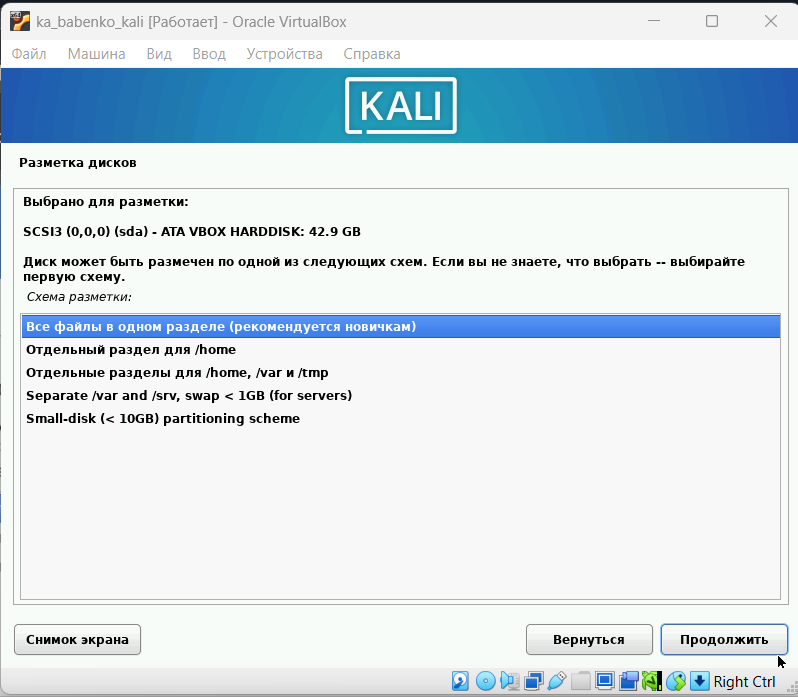 ka_babenko_kali [Работает] - Oracle VirtualBox
Файл Машина Вид Ввод Устройства Справка
KALI
Разметка дисков
Выбрано для разметки:
SCSI3 (0,0,0) (sda) - ATA VBOX HARDDISK: 42.9 GB
Диск может быть размечен по одной из следующих схем. Если вы не знаете, что выбрать -- выбирайте
первую схему.
Схема разметки:
Все файлы в одном разделе (рекомендуется новичкам)
Отдельный раздел для /home
Отдельные разделы для /home, /var и /tmp
Separate /var and /srv, swap < 1GB (for servers)
Small-disk (< 10GB) partitioning scheme
Снимок экрана Вернуться Продолжить
Right Ctrl